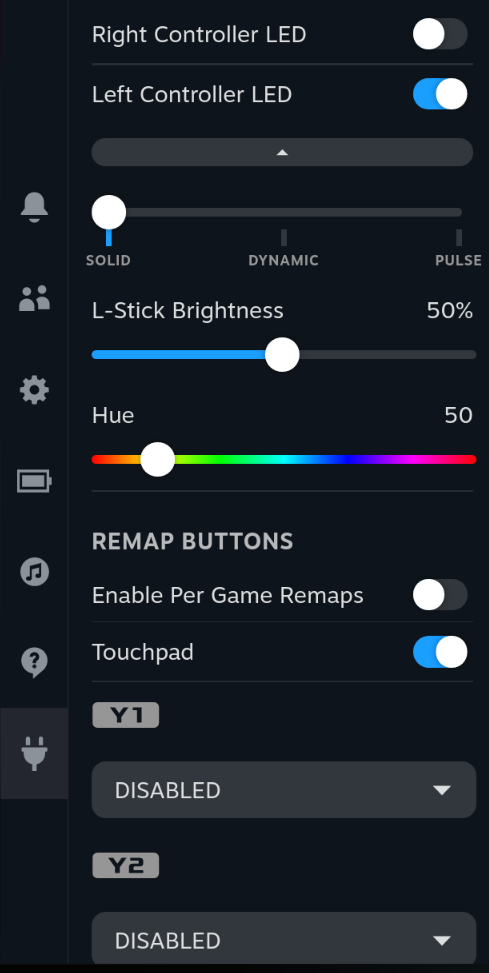 Right Controller LED
Left Controller LED
SOLID DYNAMIC PULSE
L-Stick Brightness 50%
Hue 50
REMAP BUTTONS
Enable Per Game Remaps
Touchpad
Y1
DISABLED
Y2
DISABLED